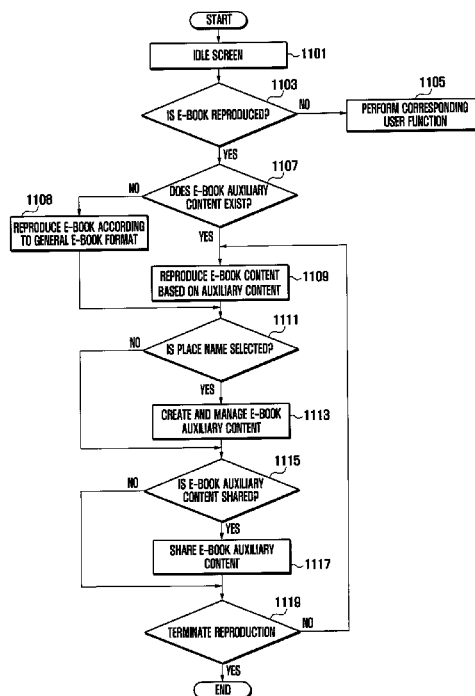 START
IDLE SCREEN
1101
1103
IS E-BOOK REPRODUCED?
NO
1105
PERFORM CORRESPONDING
USER FUNCTION
YES
1107
DOES E-BOOK AUXILIARY
CONTENT EXIST?
NO
1108
REPRODUCE E-BOOK ACCORDING
TO GENERAL E-BOOK FORMAT
YES
REPRODUCE E-BOOK CONTENT
BASED ON AUXILIARY CONTENT
1109
1111
IS PLACE NAME SELECTED?
NO
YES
CREATE AND MANAGE E-BOOK
AUXILIARY CONTENT
1113
1115
IS E-BOOK AUXILIARY
CONTENT SHARED?
NO
YES
SHARE E-BOOK AUXILIARY
CONTENT
1117
1119
TERMINATE REPRODUCTION
NO
YES
END